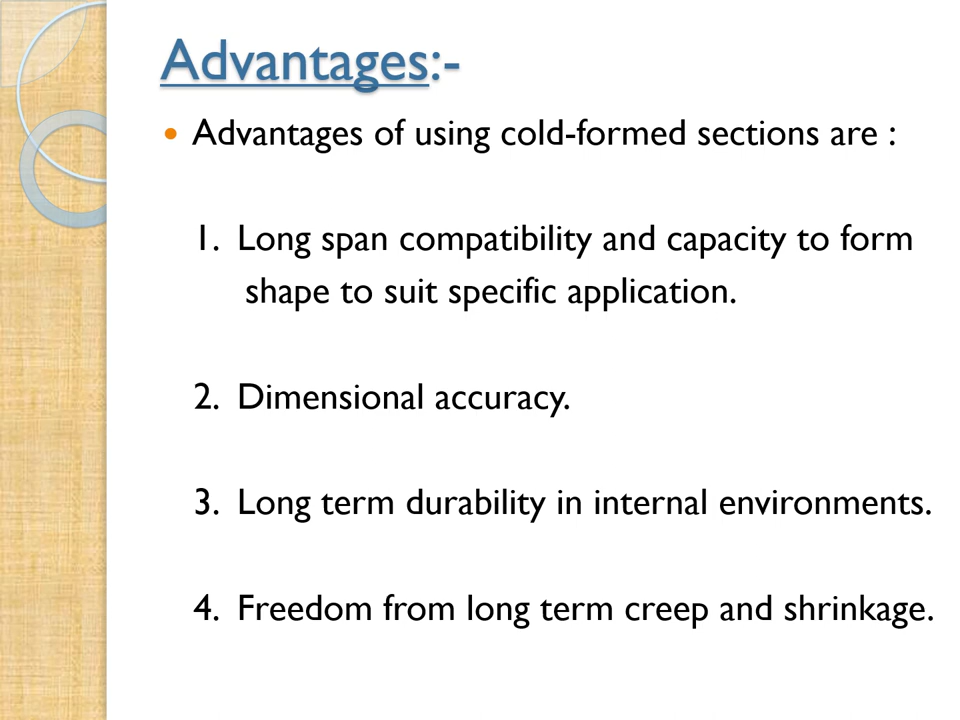 Advantages:-
• Advantages of using cold-formed sections are :
1. Long span compatibility and capacity to form
shape to suit specific application.
2. Dimensional accuracy.
3. Long term durability in internal environments.
4. Freedom from long term creep and shrinkage.